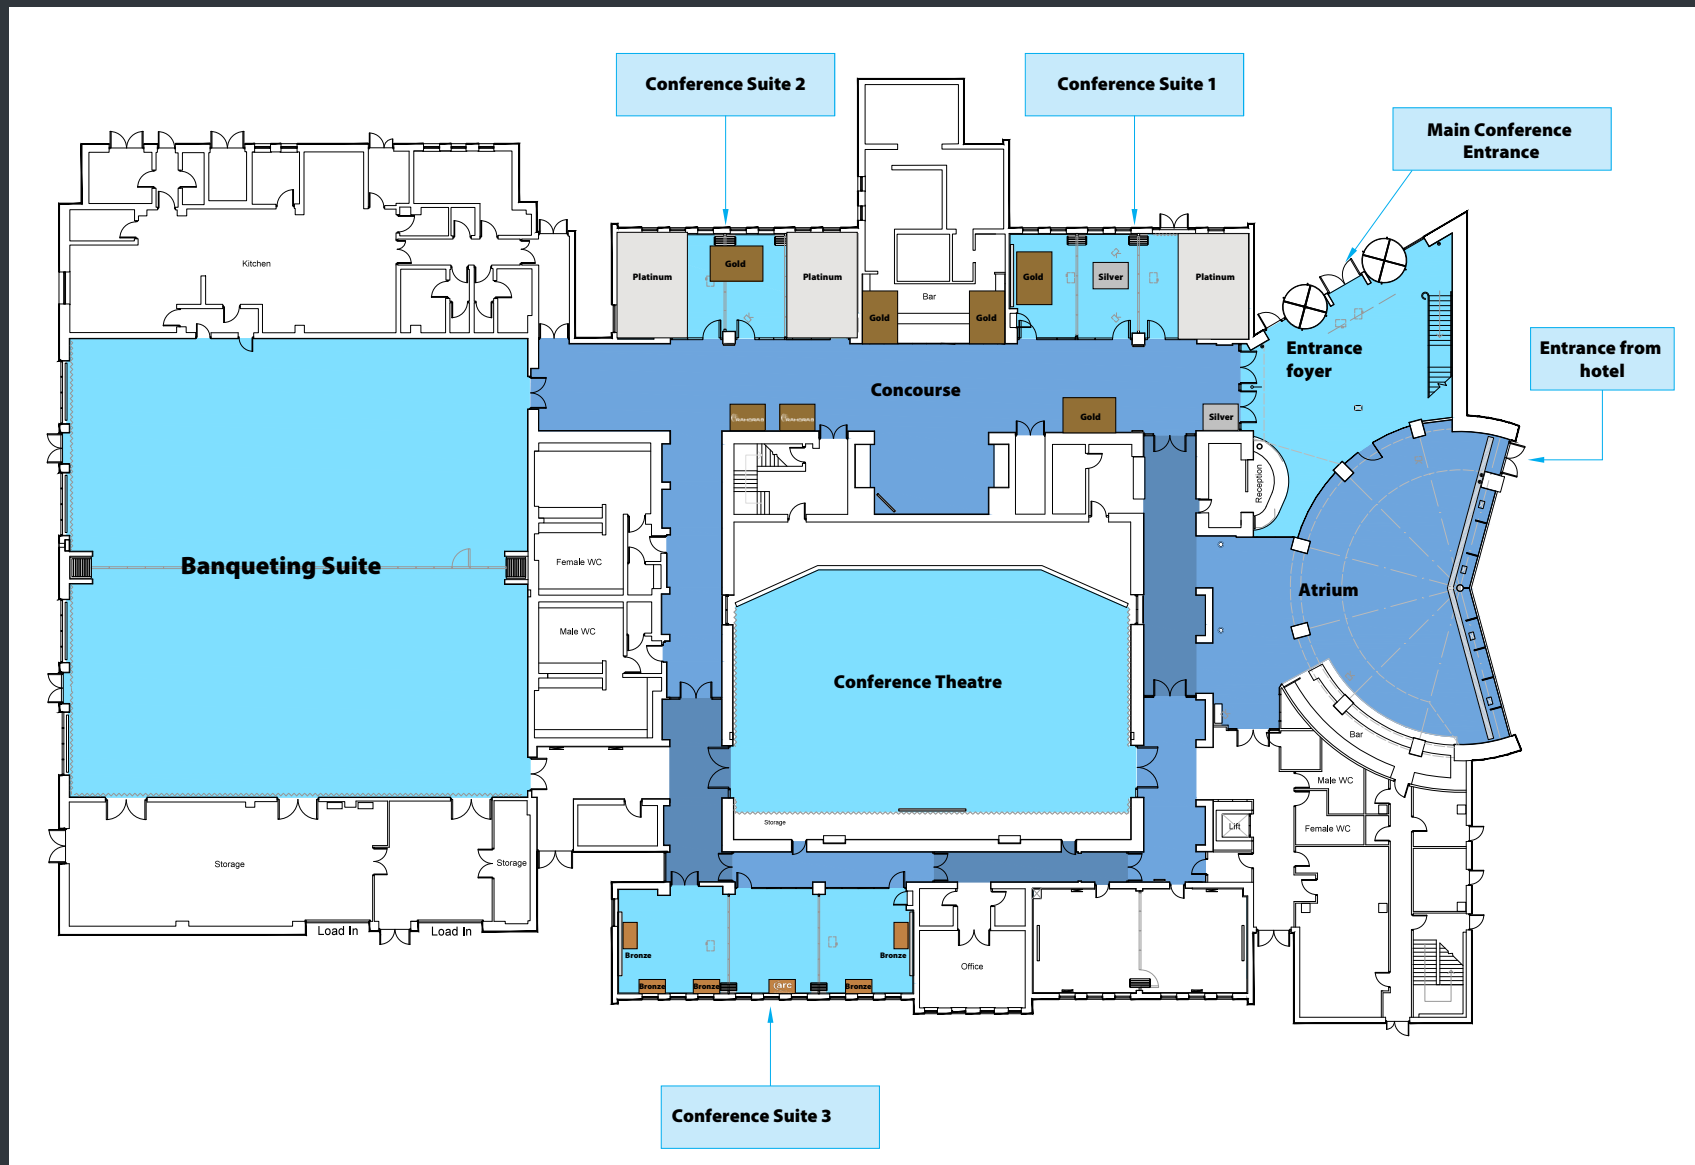 Conference Suite 2
Conference Suite 1
Main Conference
Entrance
Kitchen
Platinum
Gold
Platinum
Gold
Bar
Gold
Gold
Silver
Platinum
Entrance
foyer
Entrance from
hotel
Concourse
Gold
Silver
Reception
Banqueting Suite
Female WC
Male WC
Atrium
Conference Theatre
Bar
Male WC
Female WC
Lift
Storage
Storage
Storage
Load In
Load In
Bronze
Bronze
Bronze
Bronze
arc
Bronze
Office
Conference Suite 3